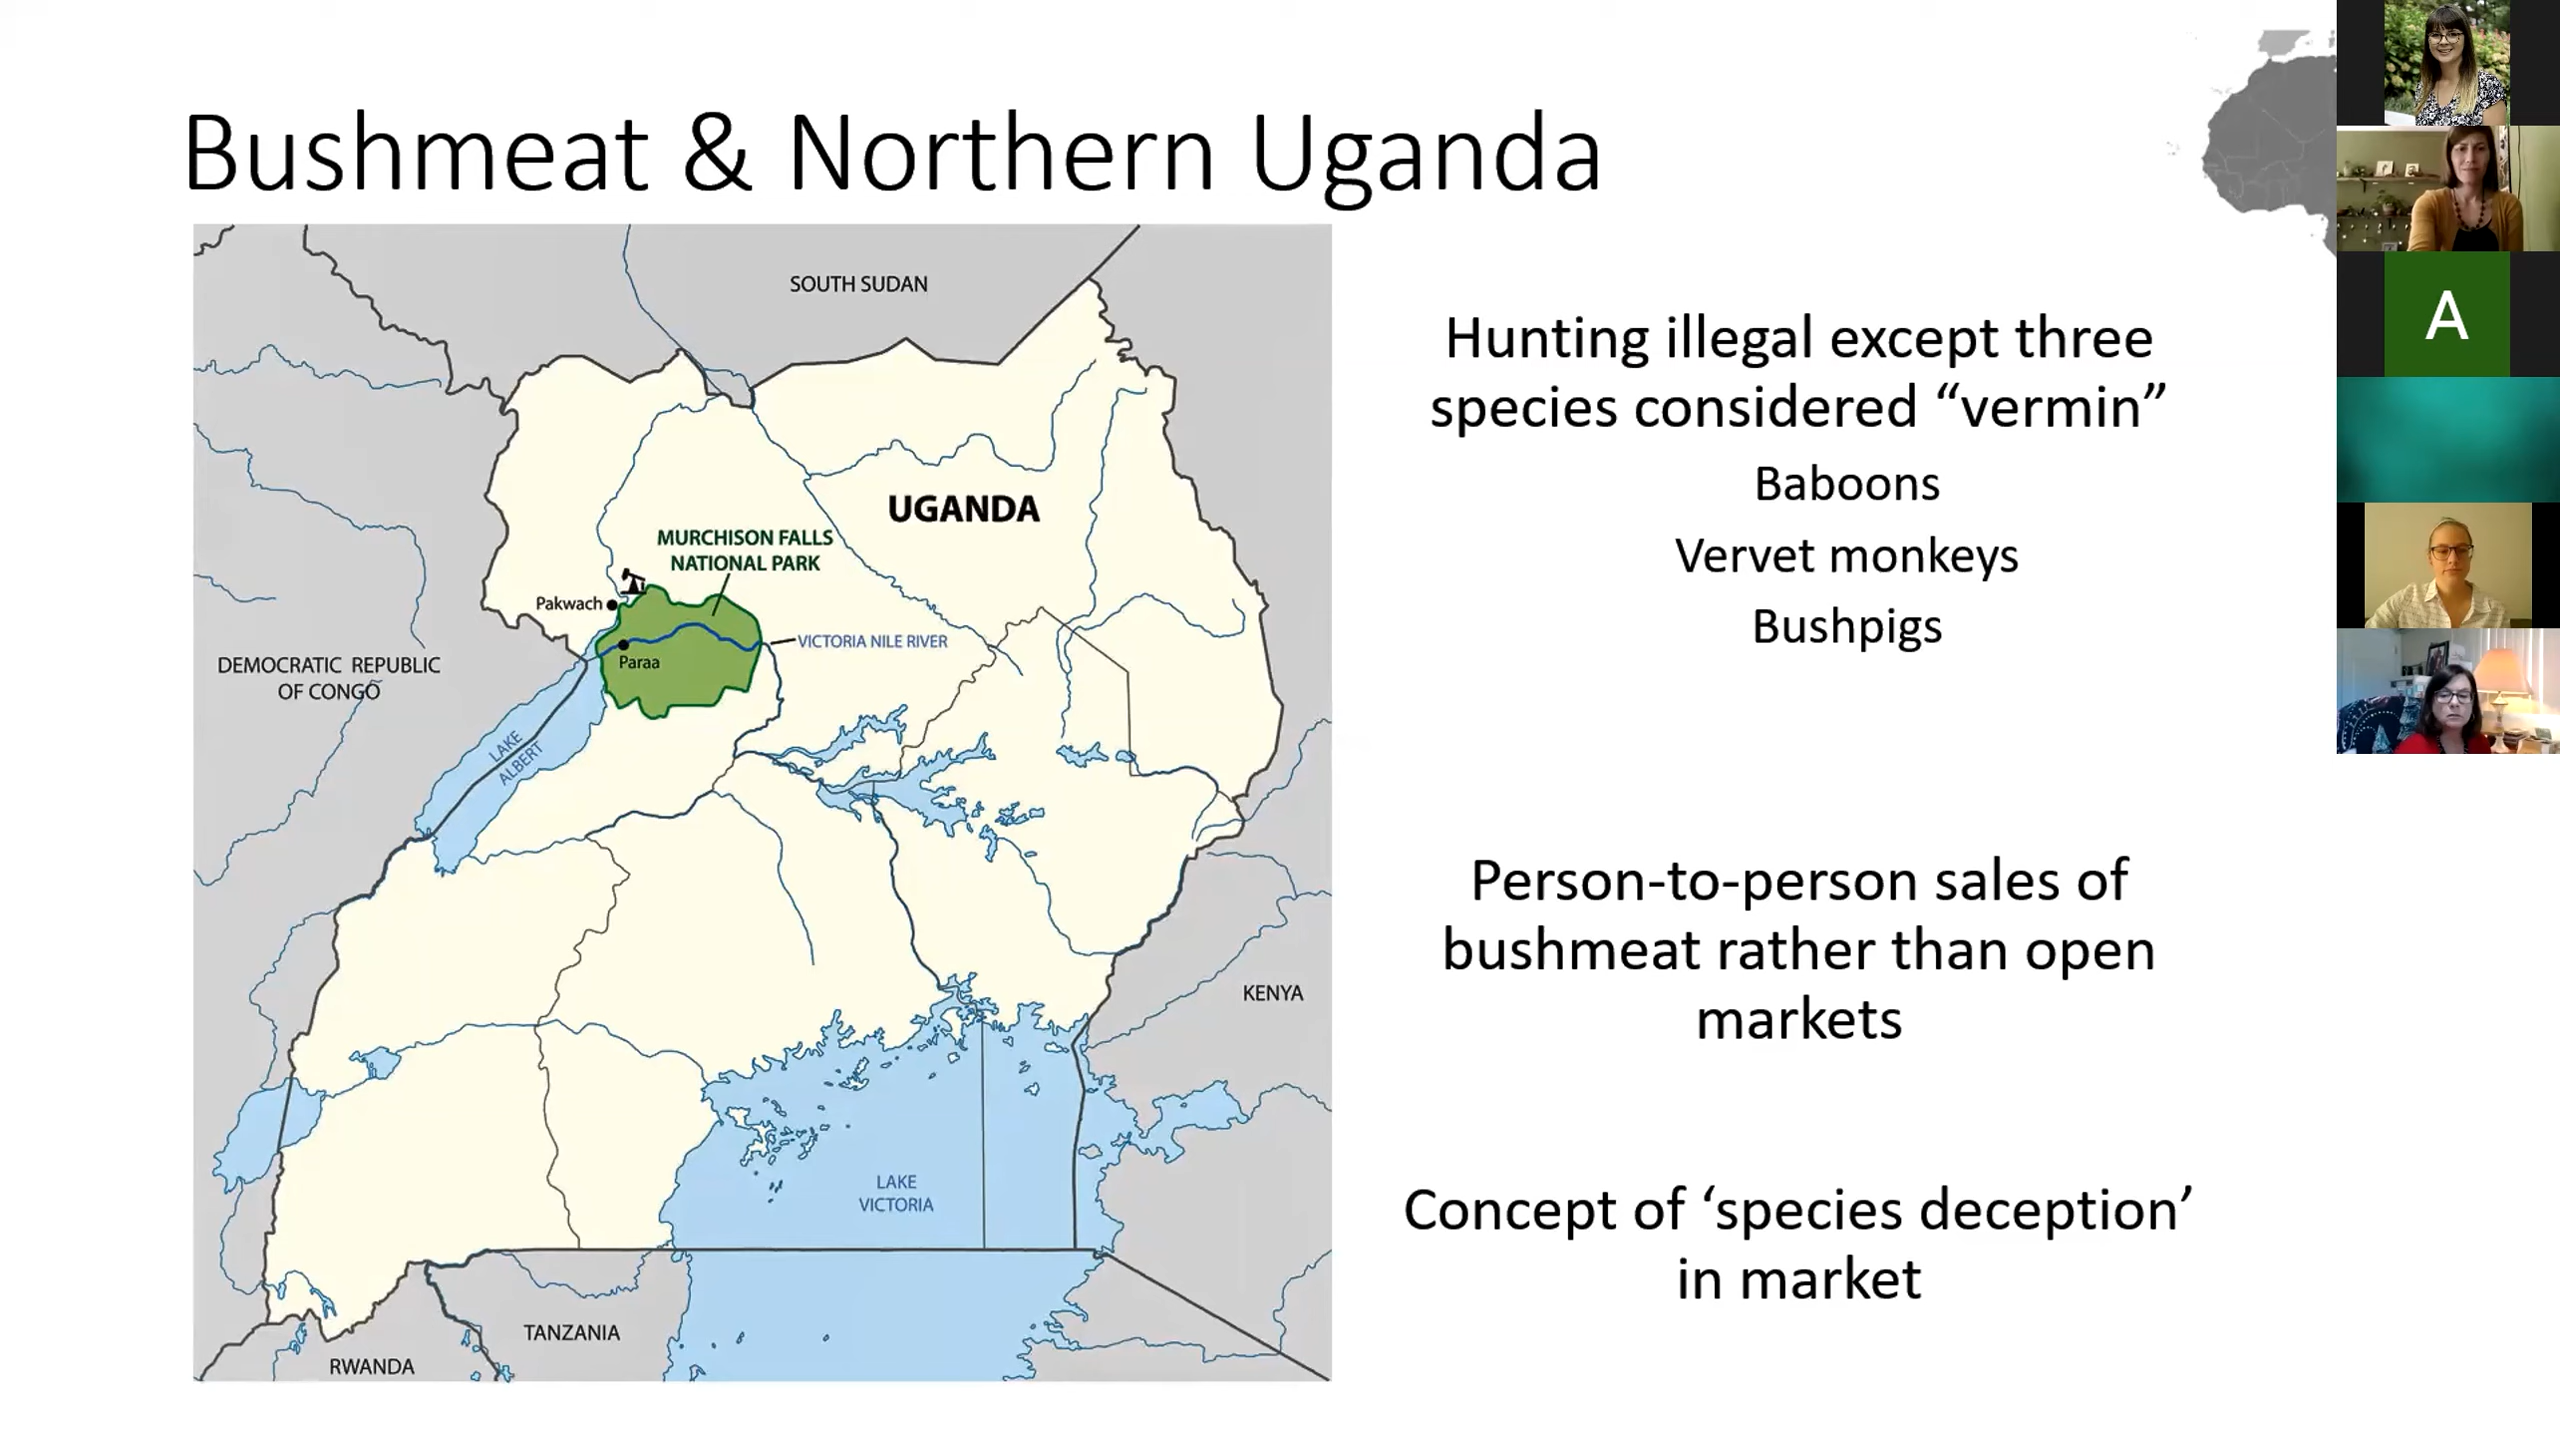 Bushmeat & Northern Uganda
SOUTH SUDAN
UGANDA
MURCHISON FALLS
NATIONAL PARK
Pakwach
VICTORIA NILE RIVER
Paraa
DEMOCRATIC REPUBLIC
OF CONGO
LAKE
ALBERT
KENYA
LAKE
VICTORIA
TANZANIA
RWANDA
Hunting illegal except three
species considered “vermin”
Baboons
Vervet monkeys
Bushpigs
Person-to-person sales of
bushmeat rather than open
markets
Concept of ‘species deception’
in market
A